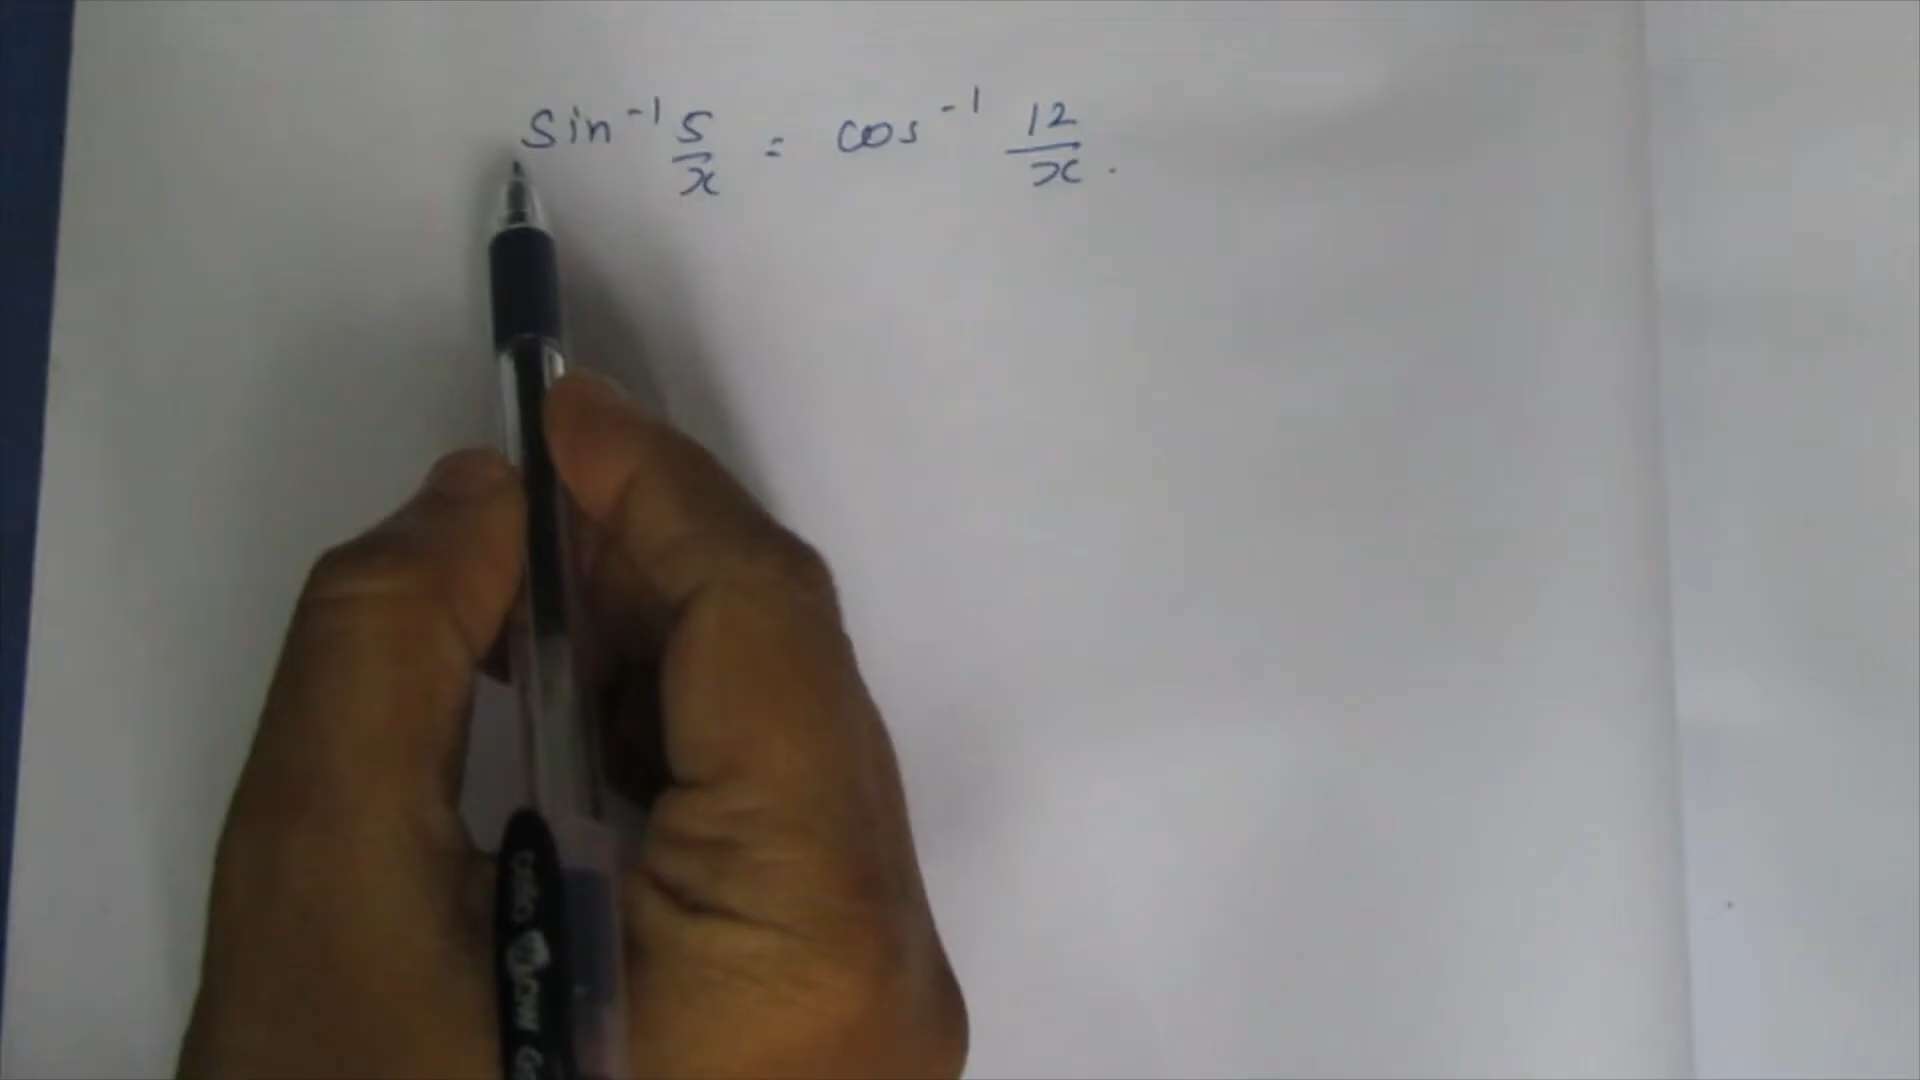 sin⁻¹ 5/x = cos⁻¹ 12/x.